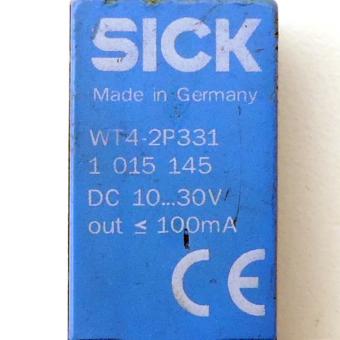 SICK
Made in Germany
WT4-2P331
1 015 145
DC 10...30V
out ≤ 100mA
CE